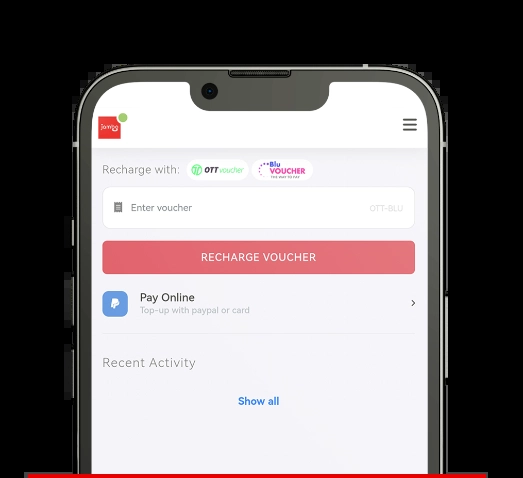 jambo
Recharge with: OTT voucher Blu VOUCHER
THE WAY TO PAY
Enter voucher OTT-BLU
RECHARGE VOUCHER
Pay Online
Top-up with paypal or card
Recent Activity
Show all